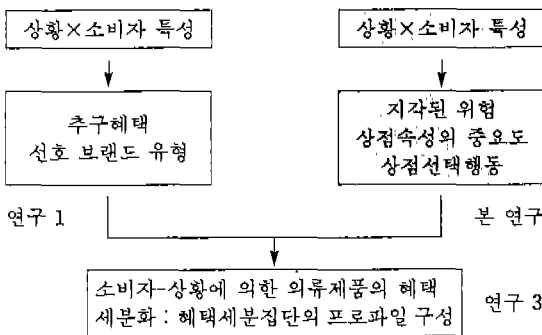 상황×소비자 특성
상황×소비자 특성
추구혜택
선호 브랜드 유형
지각된 위험
상점속성의 중요도
상점선택행동
연구 1
본 연구
소비자-상황에 의한 의류제품의 혜택
세분화 : 혜택세분집단의 프로파일 구성
연구 3